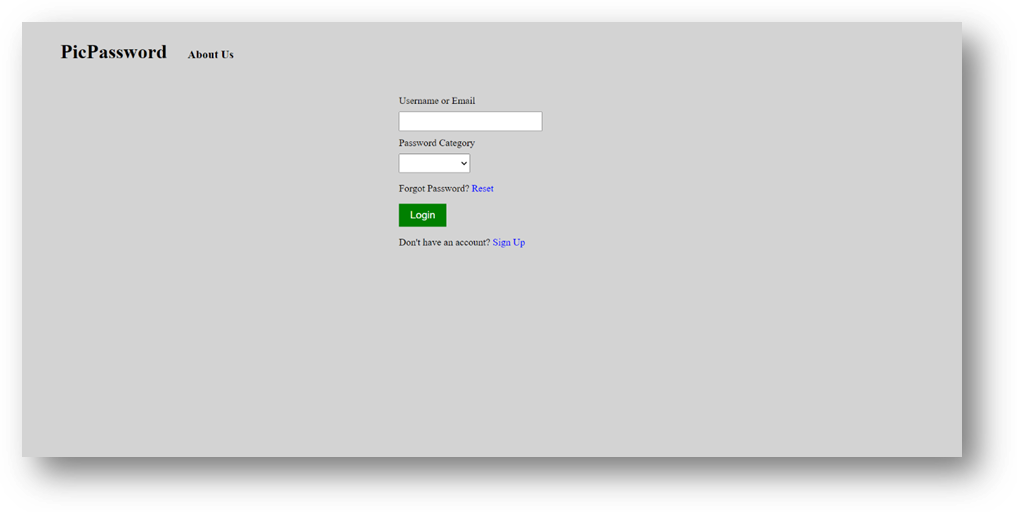 PicPassword About Us
Username or Email
Password Category
Forgot Password? Reset
Login
Don't have an account? Sign Up